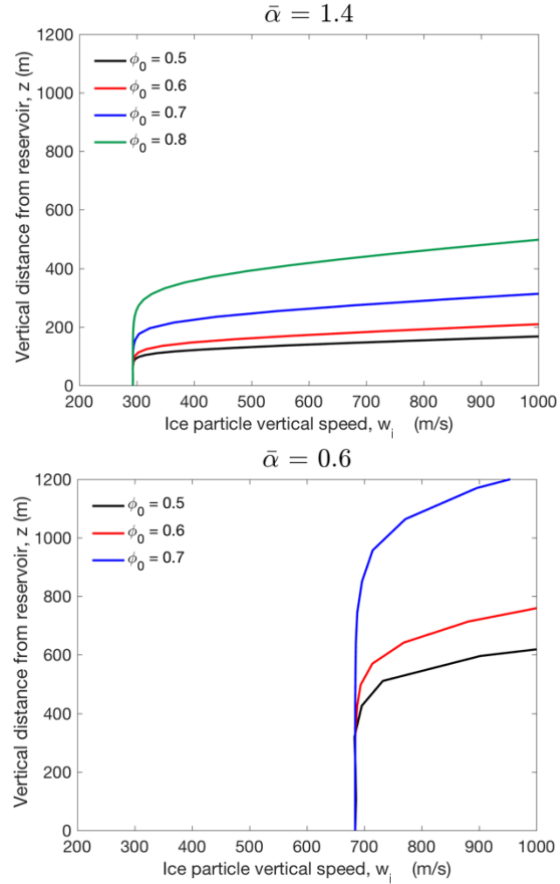 ᾱ = 1.4
1200
1000
800
600
400
200
0
Vertical distance from reservoir, z (m)
ϕ₀ = 0.5
ϕ₀ = 0.6
ϕ₀ = 0.7
ϕ₀ = 0.8
200 300 400 500 600 700 800 900 1000
Ice particle vertical speed, wᵢ (m/s)
ᾱ = 0.6
1200
1000
800
600
400
200
0
Vertical distance from reservoir, z (m)
ϕ₀ = 0.5
ϕ₀ = 0.6
ϕ₀ = 0.7
200 300 400 500 600 700 800 900 1000
Ice particle vertical speed, wᵢ (m/s)